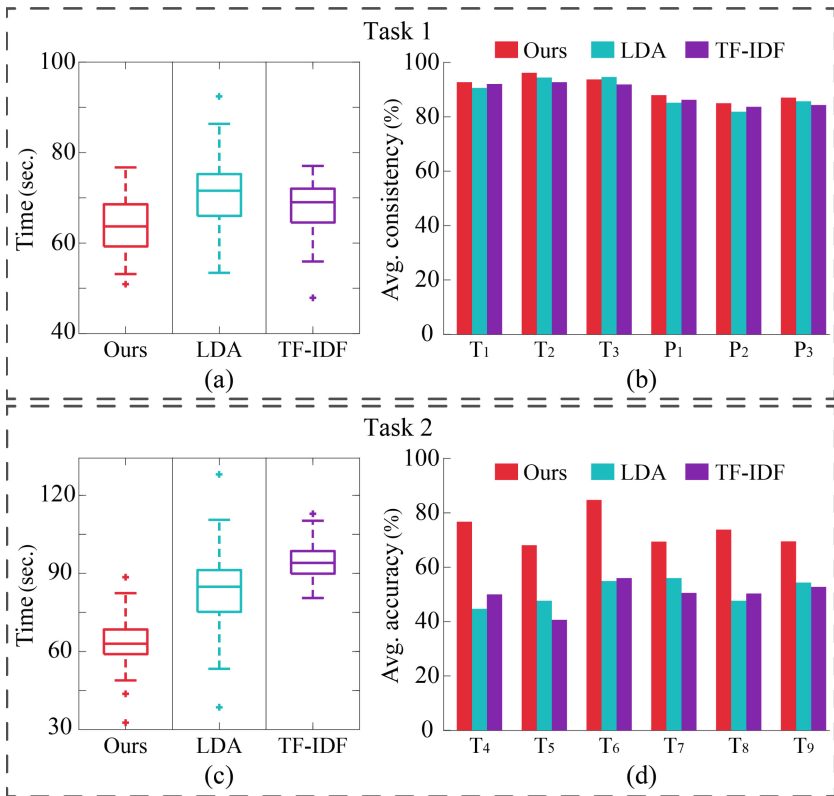 Task 1
100
80
60
40
Time (sec.)
Ours LDA TF-IDF
(a)
Ours LDA TF-IDF
100
80
60
40
20
0
Avg. consistency (%)
T1 T2 T3 P1 P2 P3
(b)
Task 2
120
90
60
30
Time (sec.)
Ours LDA TF-IDF
(c)
Ours LDA TF-IDF
100
80
60
40
20
0
Avg. accuracy (%)
T4 T5 T6 T7 T8 T9
(d)